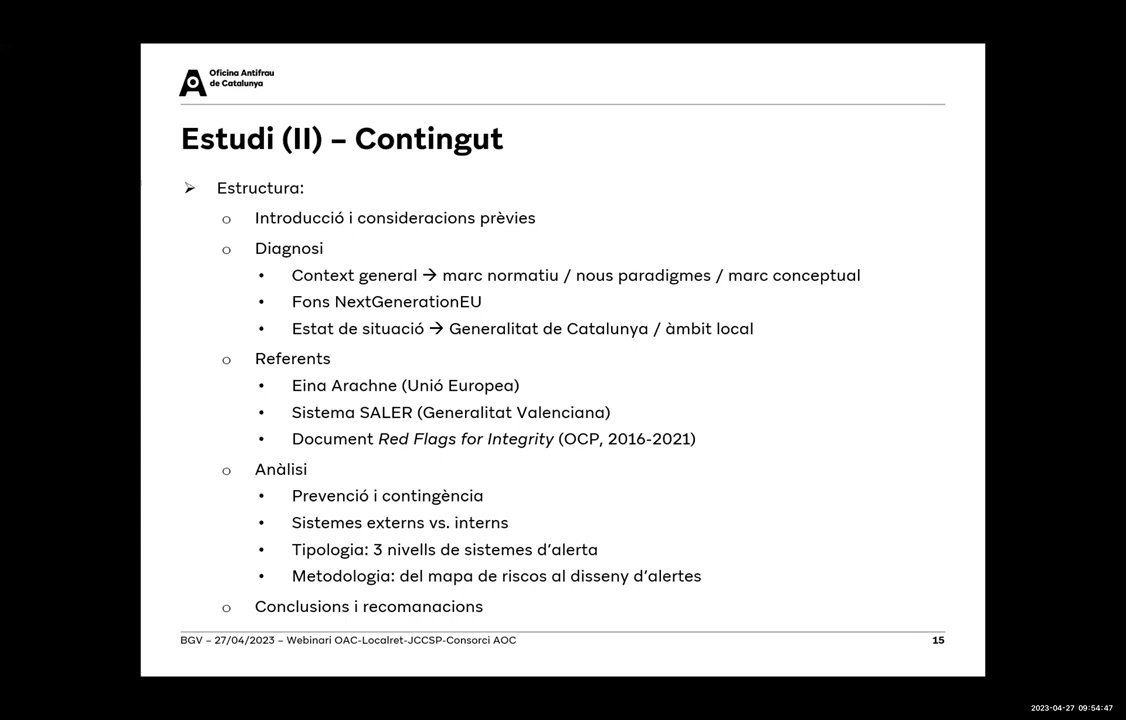 Oficina Antifrau
de Catalunya
Estudi (II) – Contingut
➢ Estructura:
o Introducció i consideracions prèvies
o Diagnosi
• Context general → marc normatiu / nous paradigmes / marc conceptual
• Fons NextGenerationEU
• Estat de situació → Generalitat de Catalunya / àmbit local
o Referents
• Eina Arachne (Unió Europea)
• Sistema SALER (Generalitat Valenciana)
• Document Red Flags for Integrity (OCP, 2016-2021)
o Anàlisi
• Prevenció i contingència
• Sistemes externs vs. interns
• Tipologia: 3 nivells de sistemes d’alerta
• Metodologia: del mapa de riscos al disseny d’alertes
o Conclusions i recomanacions
BGV – 27/04/2023 – Webinari OAC-Localret-JCCSP-Consorci AOC 15
2023-04-27 09:54:47